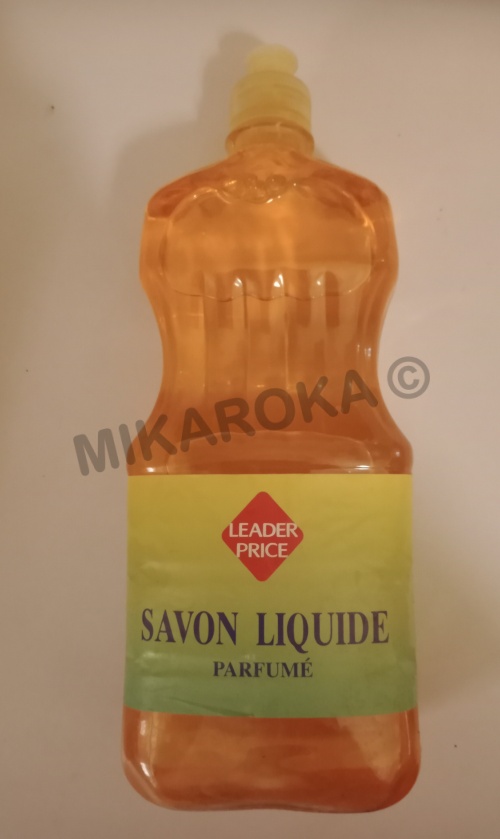 MIKAROKA ©
LEADER
PRICE
SAVON LIQUIDE
PARFUMÉ